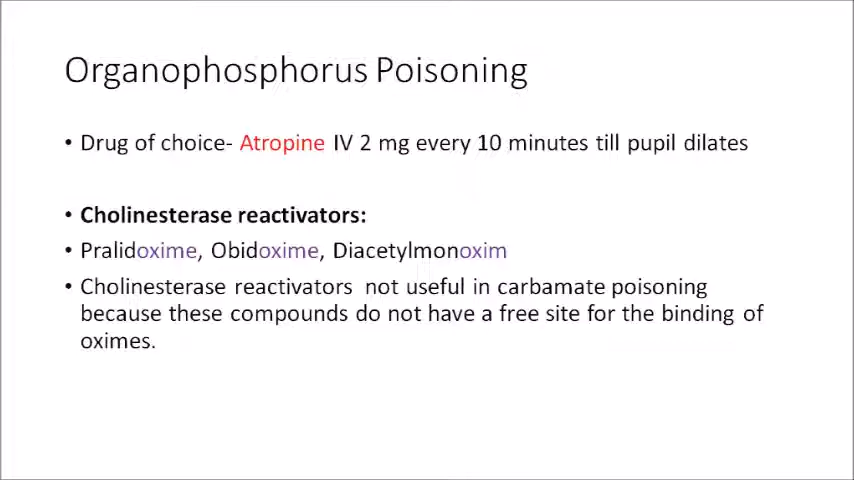 Organophosphorus Poisoning
• Drug of choice- Atropine IV 2 mg every 10 minutes till pupil dilates
• Cholinesterase reactivators:
• Pralidoxime, Obidoxime, Diacetylmonoxim
• Cholinesterase reactivators not useful in carbamate poisoning
because these compounds do not have a free site for the binding of
oximes.